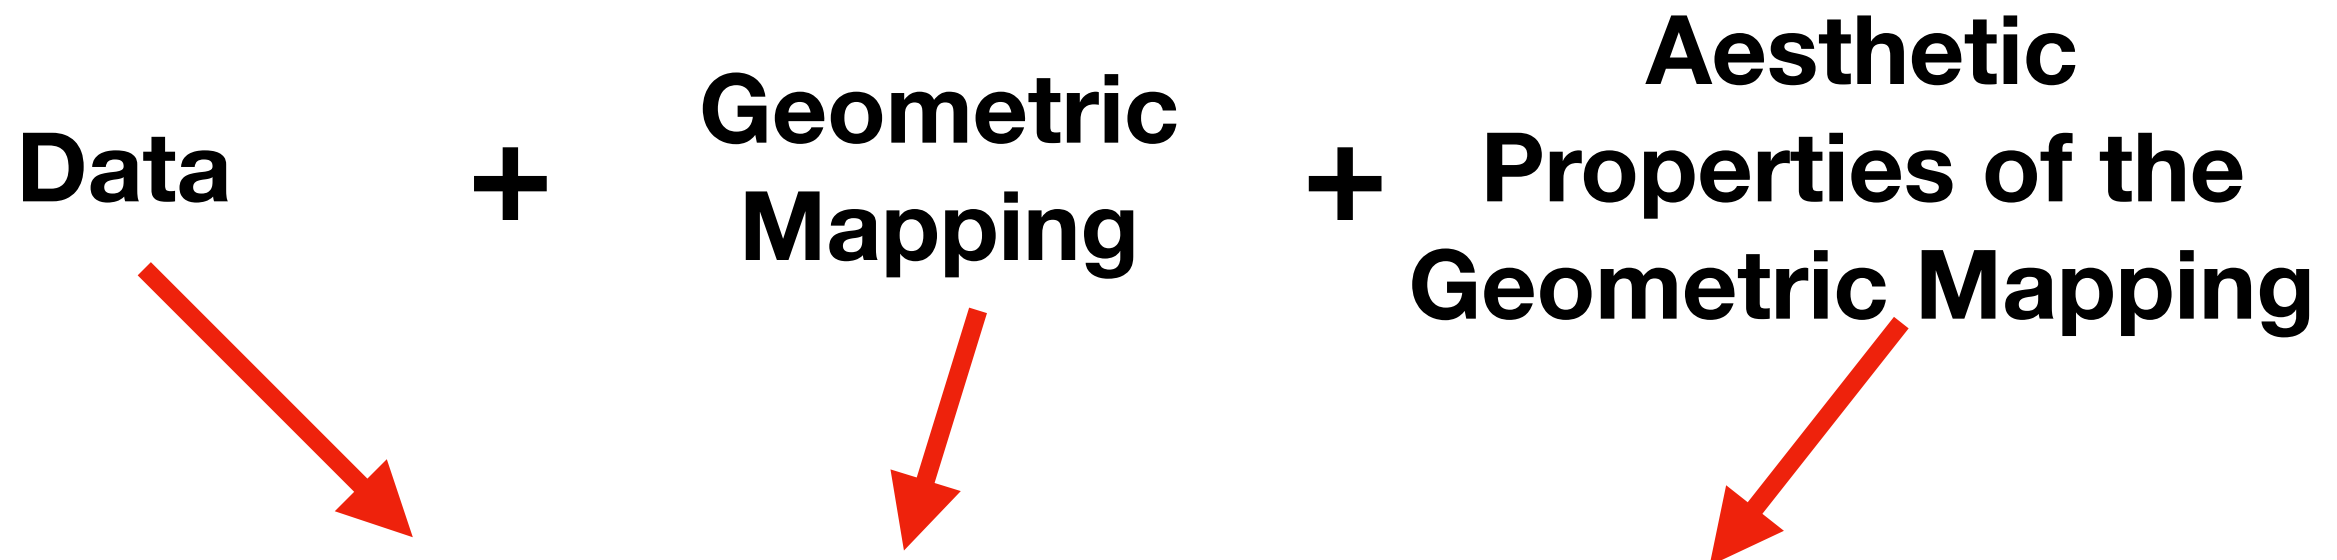 Data
+
Geometric
Mapping
+
Aesthetic
Properties of the
Geometric Mapping